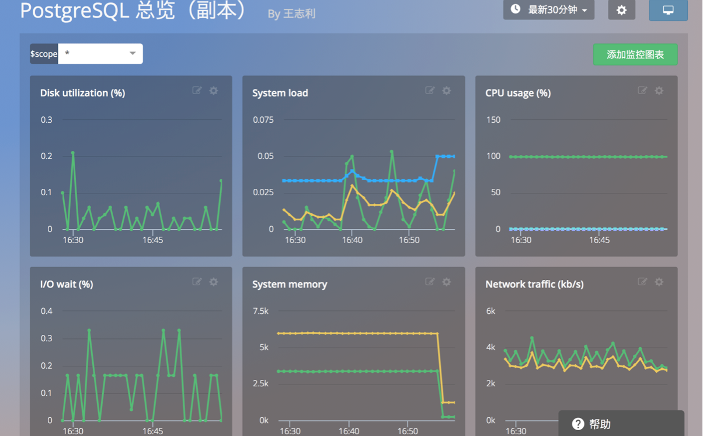 PostgreSQL 总览（副本） By 王志利
最新30分钟
$scope *
添加监控图表
Disk utilization (%)
0.3
0.2
0.1
0
16:30 16:45
System load
0.075
0.05
0.025
0
16:30 16:40 16:50
CPU usage (%)
150
100
50
0
16:30 16:45
I/O wait (%)
0.4
0.3
0.2
0.1
0
16:30 16:45
System memory
7.5k
5k
2.5k
0k
16:30 16:40 16:50
Network traffic (kb/s)
6k
4k
2k
0k
16:30
帮助